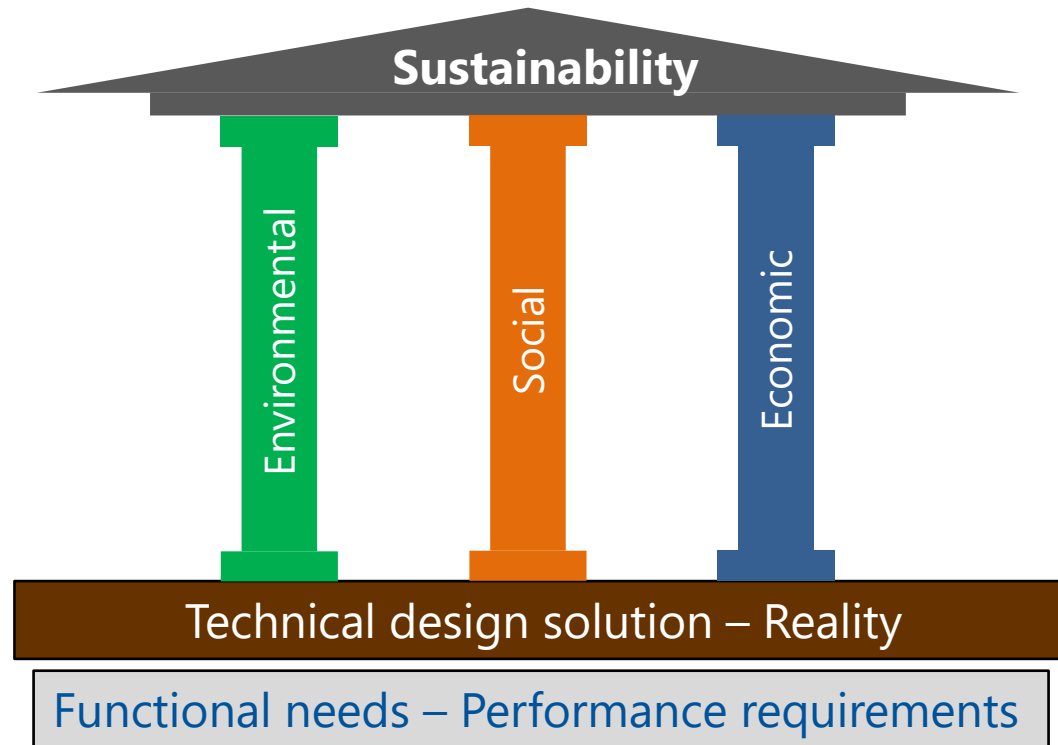 Sustainability
Environmental
Social
Economic
Technical design solution – Reality
Functional needs – Performance requirements